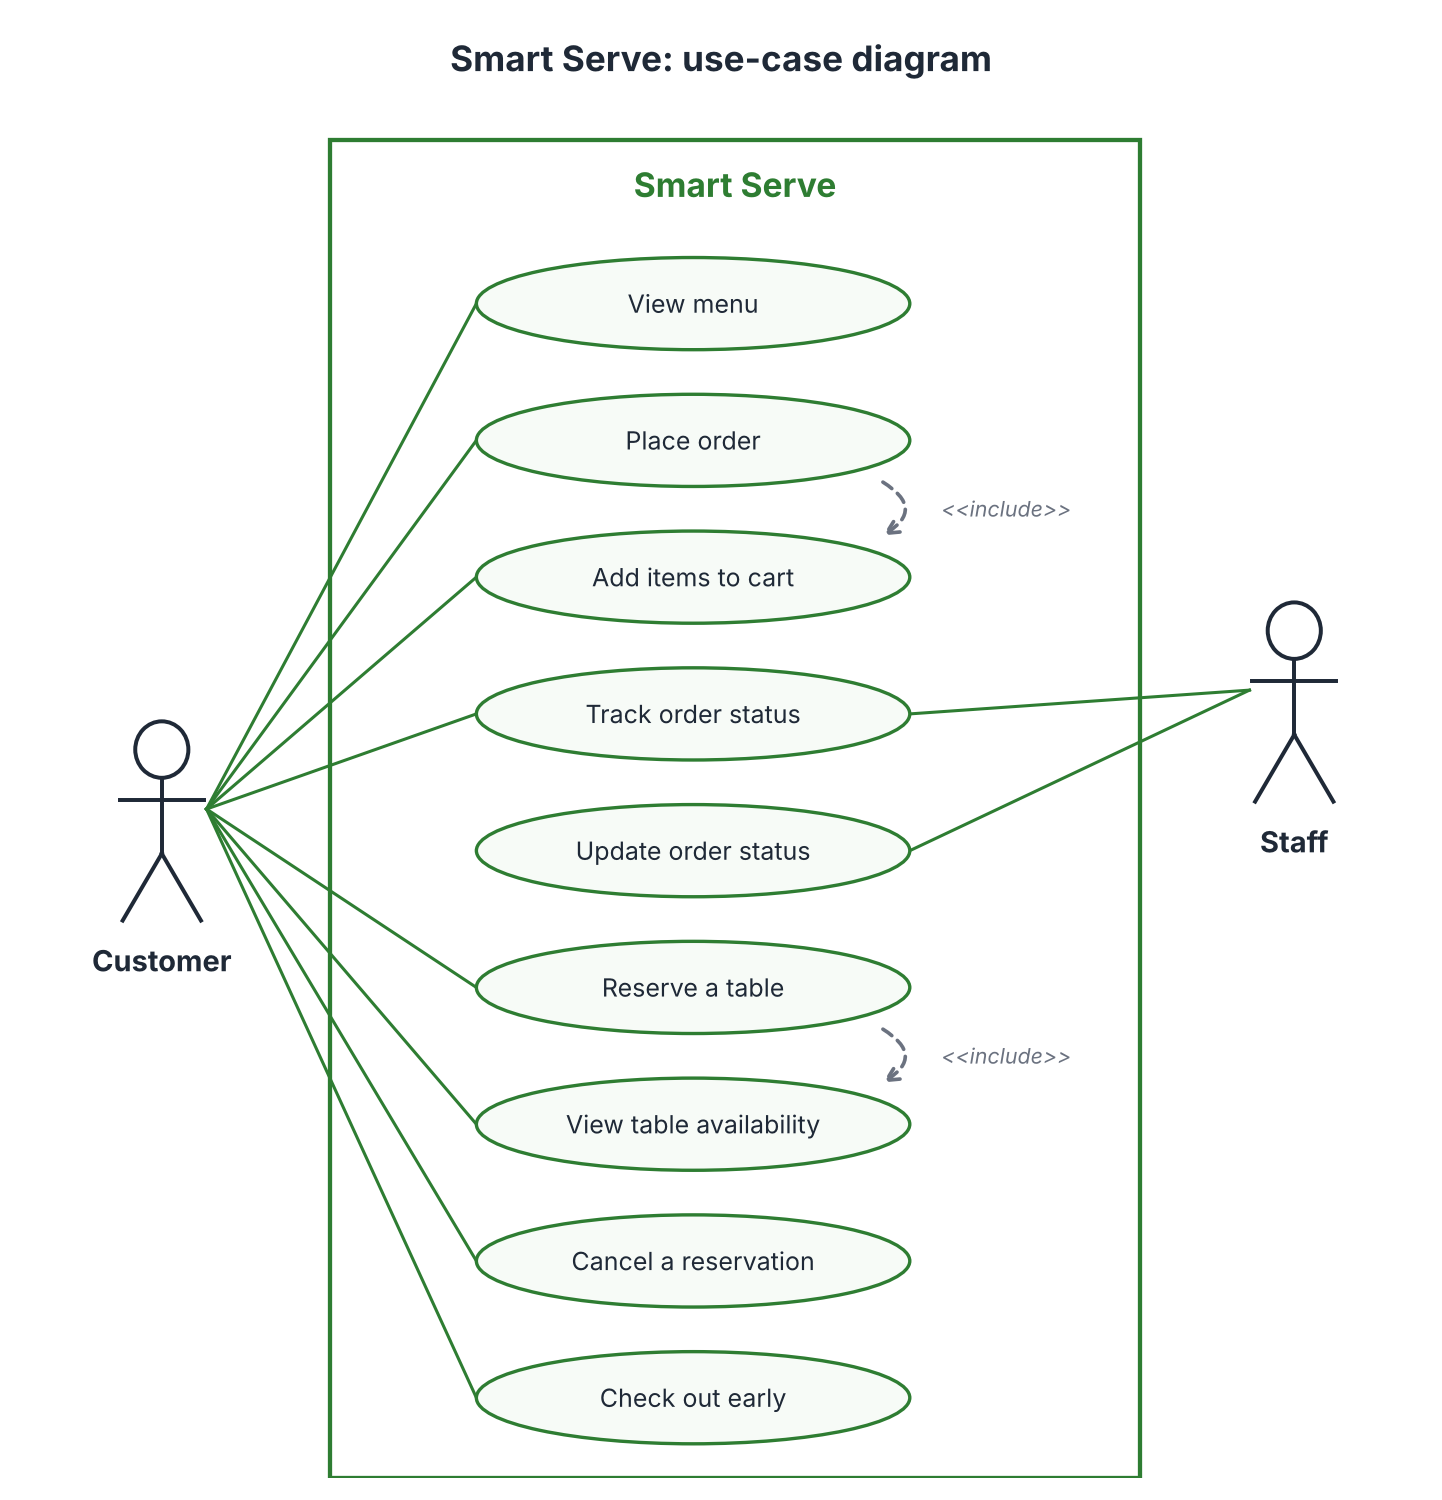 Smart Serve: use-case diagram
Smart Serve
View menu
Place order
<<include>>
Add items to cart
Track order status
Update order status
Staff
Customer
Reserve a table
<<include>>
View table availability
Cancel a reservation
Check out early